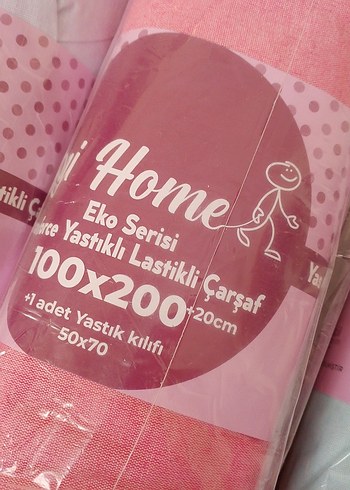 Home
Eko Serisi
Yastıklı Lastikli Çarşaf
100x200 +20cm
+1 adet Yastık kılıfı
50x70